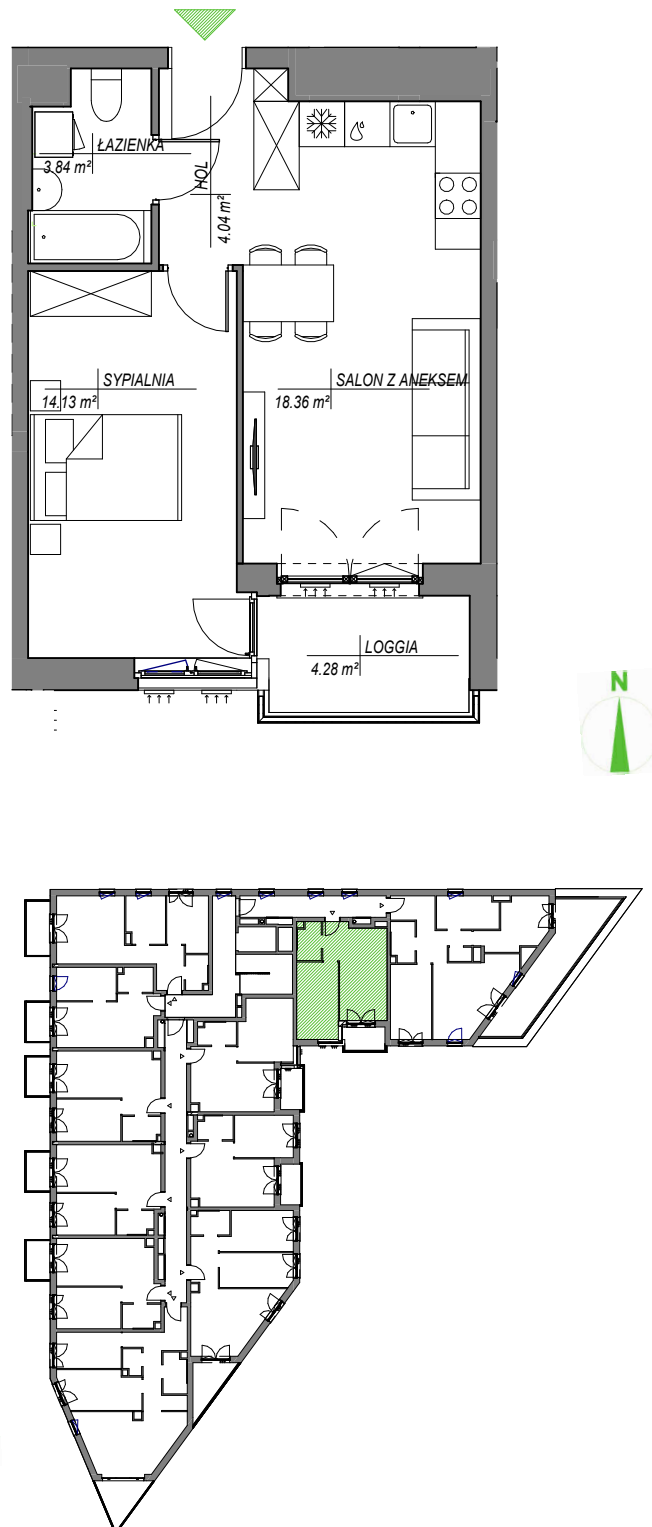 ŁAZIENKA
3.84 m²
HOL
4.04 m²
SYPIALNIA
14.13 m²
SALON Z ANEKSEM
18.36 m²
LOGGIA
4.28 m²
N